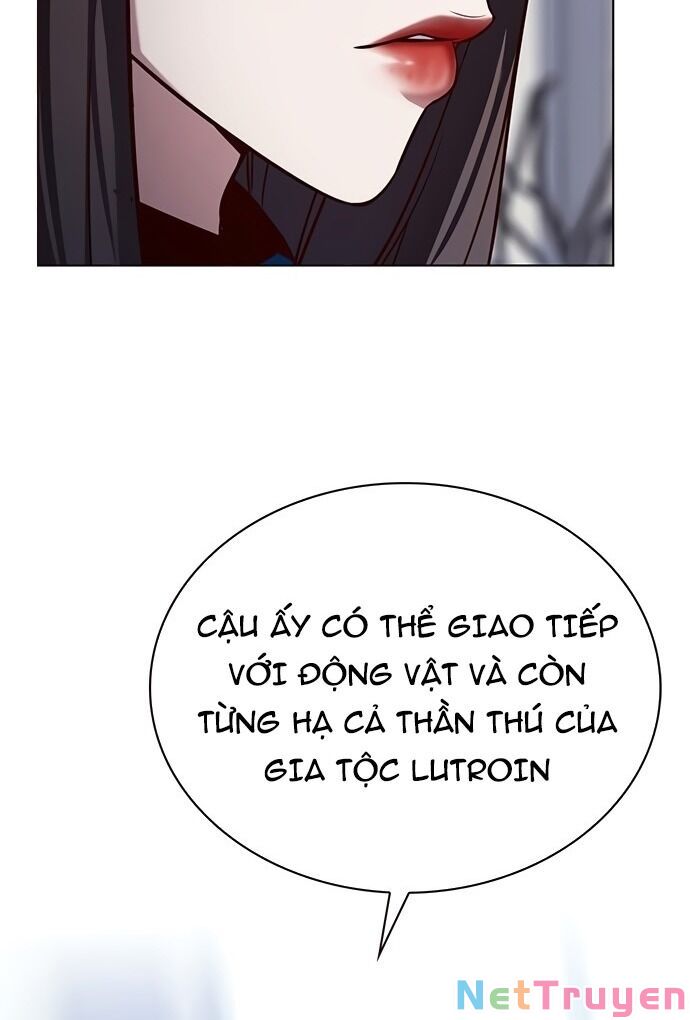 CẬU ẤY CÓ THỂ GIAO TIẾP
VỚI ĐỘNG VẬT VÀ CÒN
TỪNG HẠ CẢ THẦN THÚ CỦA
GIA TỘC LUTROIN
NetTruyen